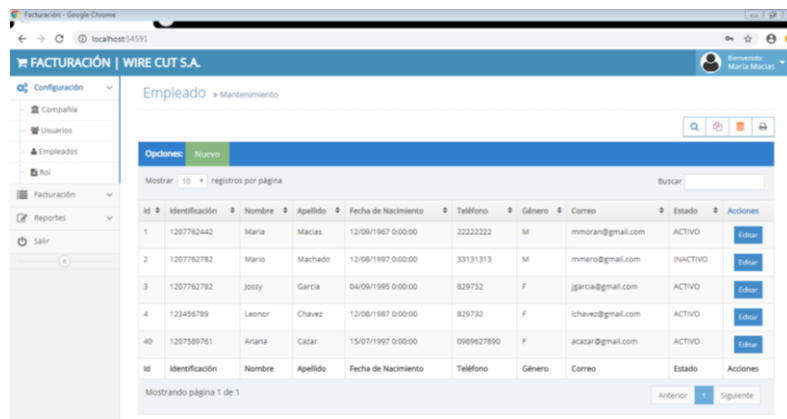 Facturación - Google Chrome
localhost:54591
FACTURACIÓN | WIRE CUT S.A.
Bienvenido
Maria Macias
Configuración
Compañía
Usuarios
Empleados
Rol
Facturación
Reportes
Salir
Empleado » Mantenimiento
Opciones: Nuevo
Mostrar 10 registros por página Buscar
Id Identificación Nombre Apellido Fecha de Nacimiento Teléfono Género Correo Estado Acciones
1 1207762442 Maria Macias 12/09/1967 0:00:00 22222222 M mmoran@gmail.com ACTIVO Editar
2 1207762782 Mario Machado 12/08/1997 0:00:00 33131313 M mmero@gmail.com INACTIVO Editar
3 1207762782 Jossy Garcia 04/09/1995 0:00:00 829732 F jgarcia@gmail.com ACTIVO Editar
4 123456789 Leonor Chavez 12/08/1987 0:00:00 829732 F lchavez@gmail.com ACTIVO Editar
40 1207589761 Ariana Cazar 15/07/1997 0:00:00 0989627890 F acazar@gmail.com ACTIVO Editar
Id Identificación Nombre Apellido Fecha de Nacimiento Teléfono Género Correo Estado Acciones
Mostrando página 1 de 1
Anterior 1 Siguiente